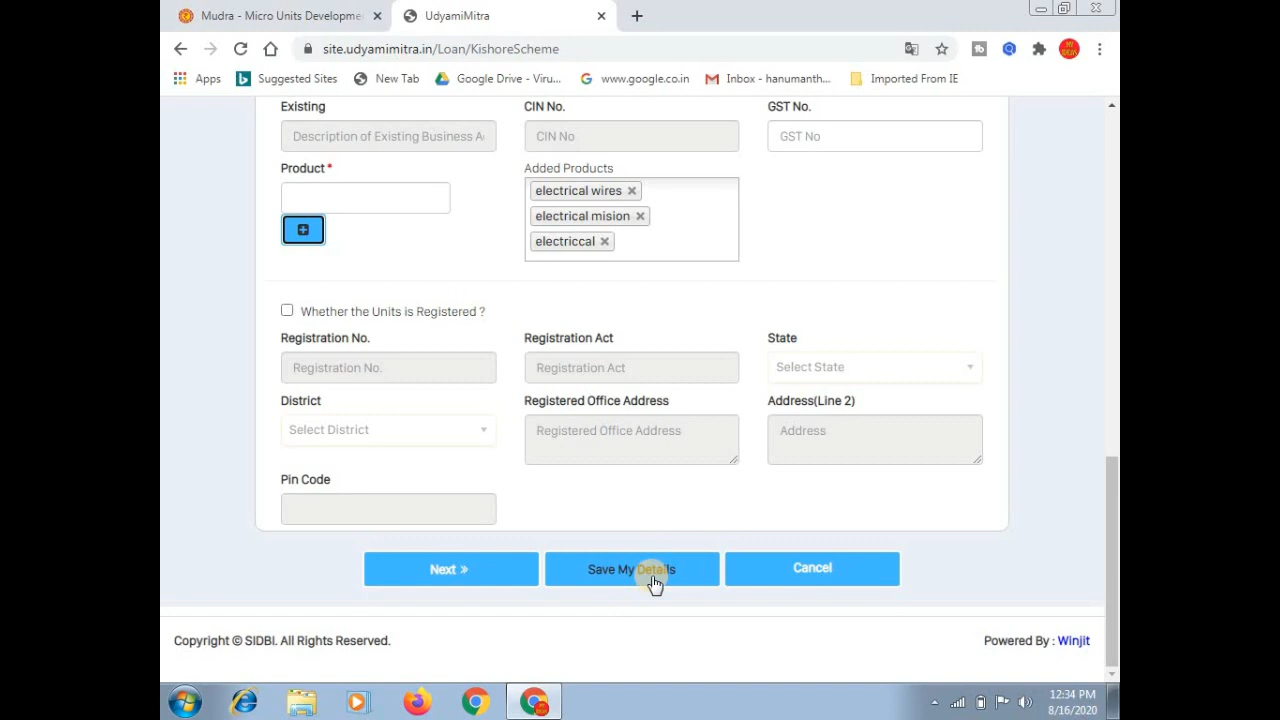 Mudra - Micro Units Developme
UdyamiMitra
site.udyamimitra.in/Loan/KishoreScheme
Apps
Suggested Sites
New Tab
Google Drive - Viru...
www.google.co.in
Inbox - hanumanth...
Imported From IE
Existing
CIN No.
GST No.
Description of Existing Business A
CIN No
GST No
Product *
Added Products
electrical wires ×
electrical mision ×
electriccal ×
Whether the Units is Registered ?
Registration No.
Registration Act
State
Registration No.
Registration Act
Select State
District
Registered Office Address
Address(Line 2)
Select District
Registered Office Address
Address
Pin Code
Next »
Save My Details
Cancel
Copyright © SIDBI. All Rights Reserved.
Powered By : Winjit
12:34 PM
8/16/2020